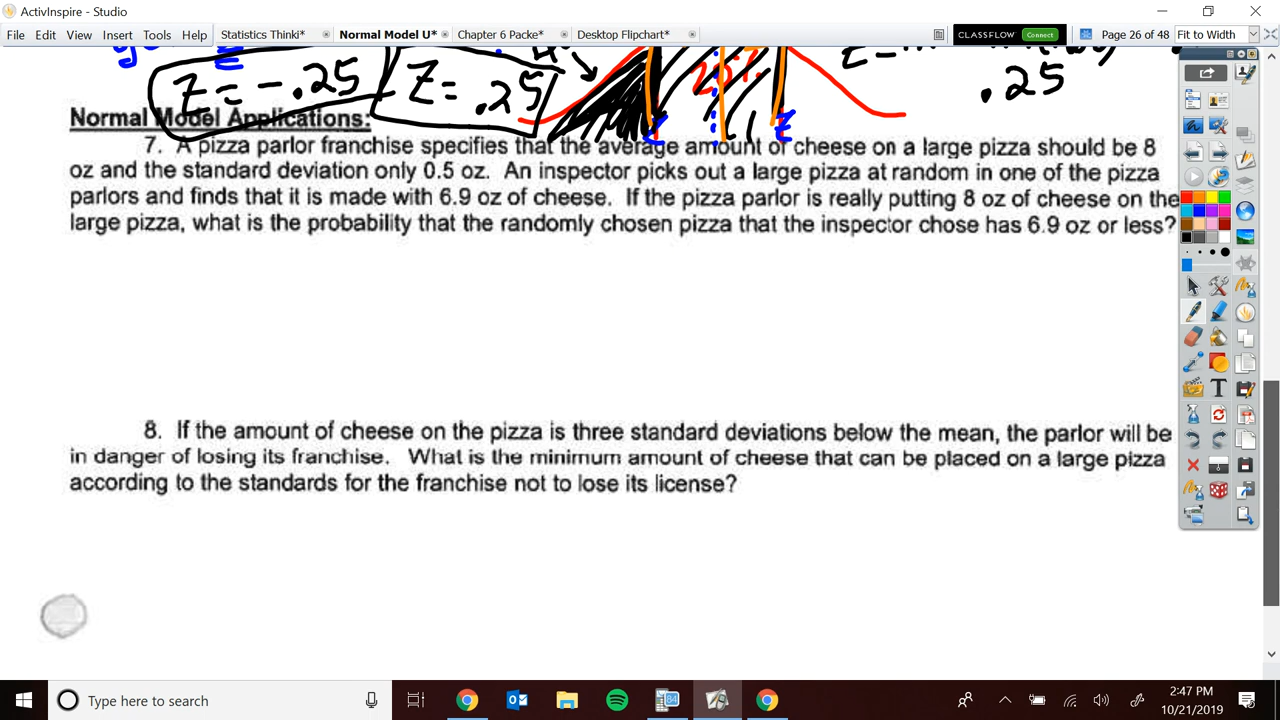 ActivInspire - Studio
File Edit View Insert Tools Help
Statistics Thinki* Normal Model U* Chapter 6 Packe* Desktop Flipchart*
CLASSFLOW Connect Page 26 of 48 Fit to Width
Z = -.25 Z = .25 25% .25
Normal Model Applications:
7. A pizza parlor franchise specifies that the average amount of cheese on a large pizza should be 8
oz and the standard deviation only 0.5 oz. An inspector picks out a large pizza at random in one of the pizza
parlors and finds that it is made with 6.9 oz of cheese. If the pizza parlor is really putting 8 oz of cheese on the
large pizza, what is the probability that the randomly chosen pizza that the inspector chose has 6.9 oz or less?
8. If the amount of cheese on the pizza is three standard deviations below the mean, the parlor will be
in danger of losing its franchise. What is the minimum amount of cheese that can be placed on a large pizza
according to the standards for the franchise not to lose its license?
Type here to search
2:47 PM
10/21/2019